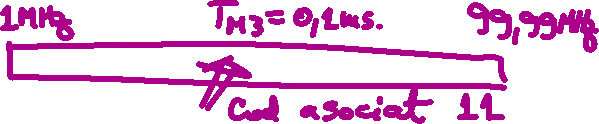 1MHz TM3=0,1ms. 99,99MHz
Cod asociat 11